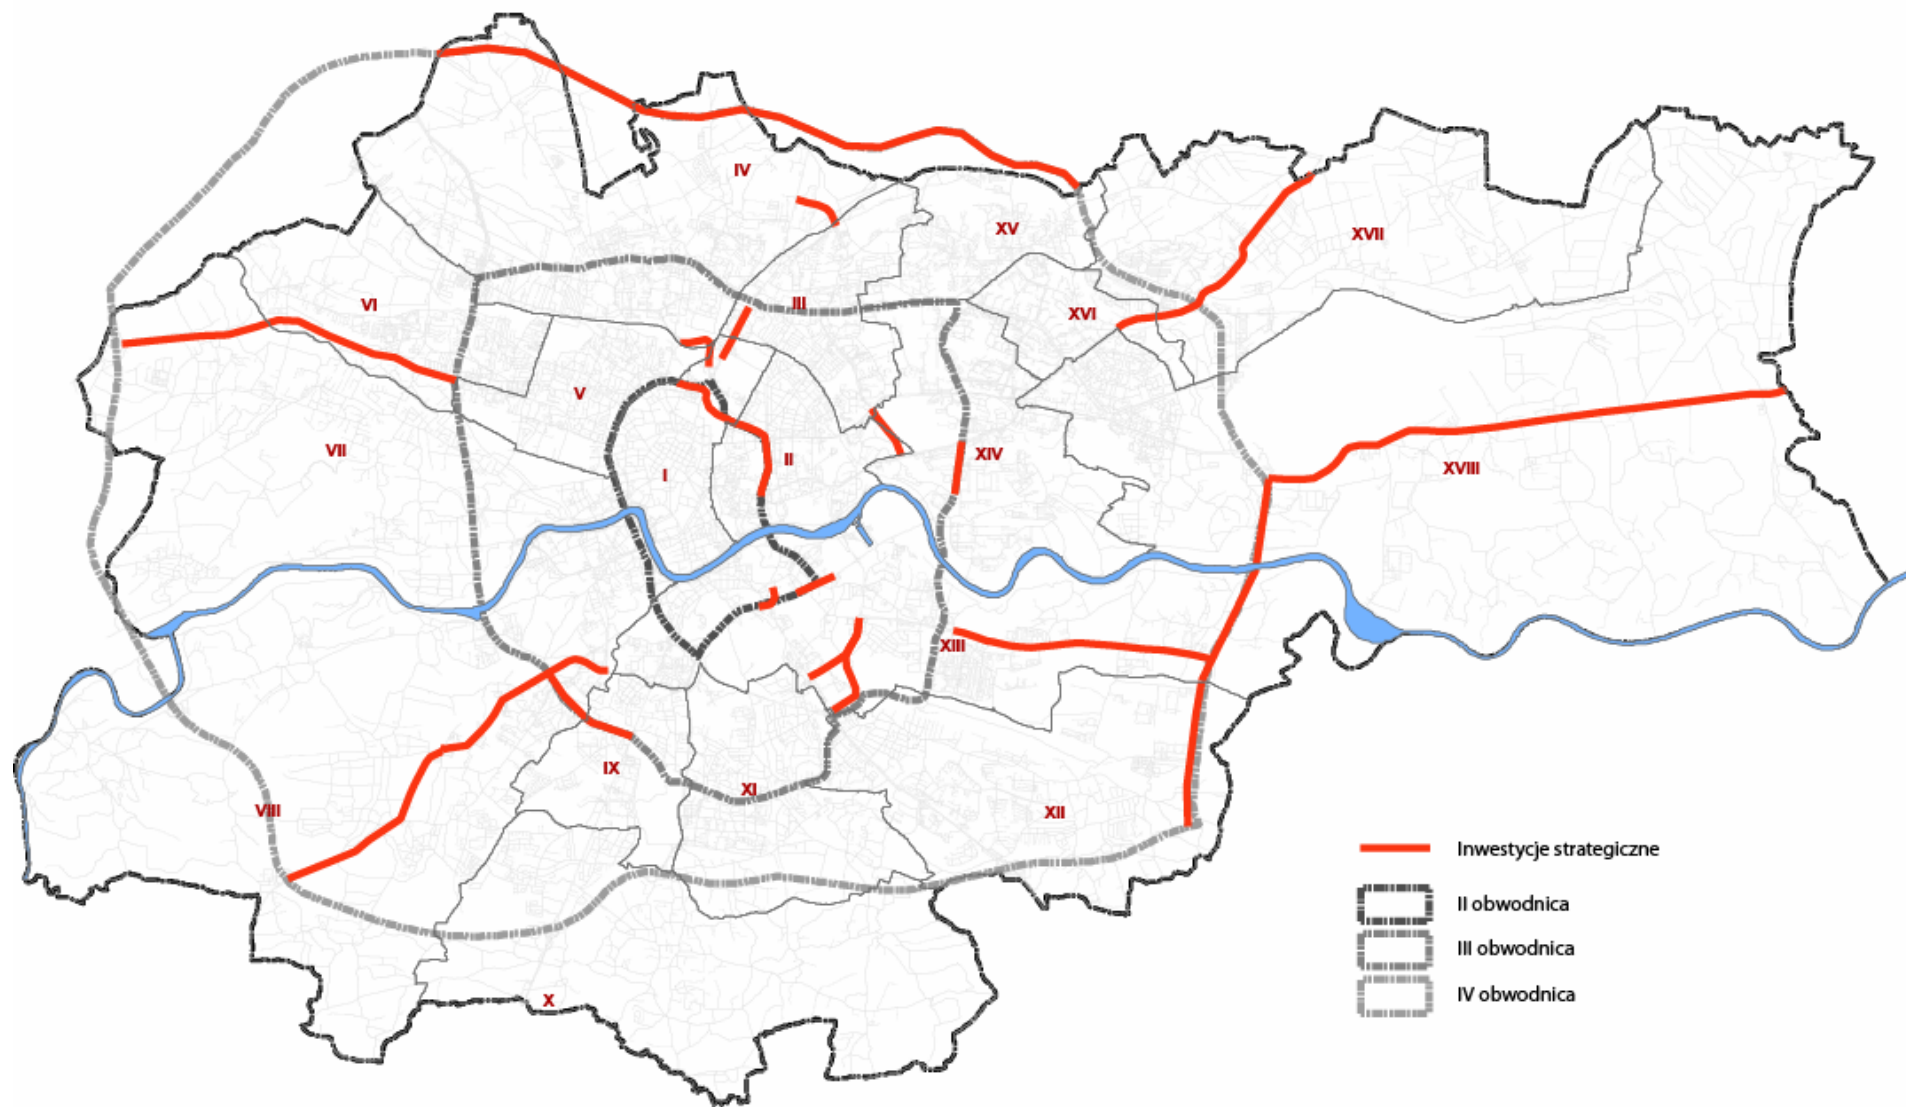 IV
XV
XVII
VI
III
XVI
V
VII
I
II
XIV
XVIII
XIII
IX
XI
VIII
XII
X
Inwestycje strategiczne
II obwodnica
III obwodnica
IV obwodnica